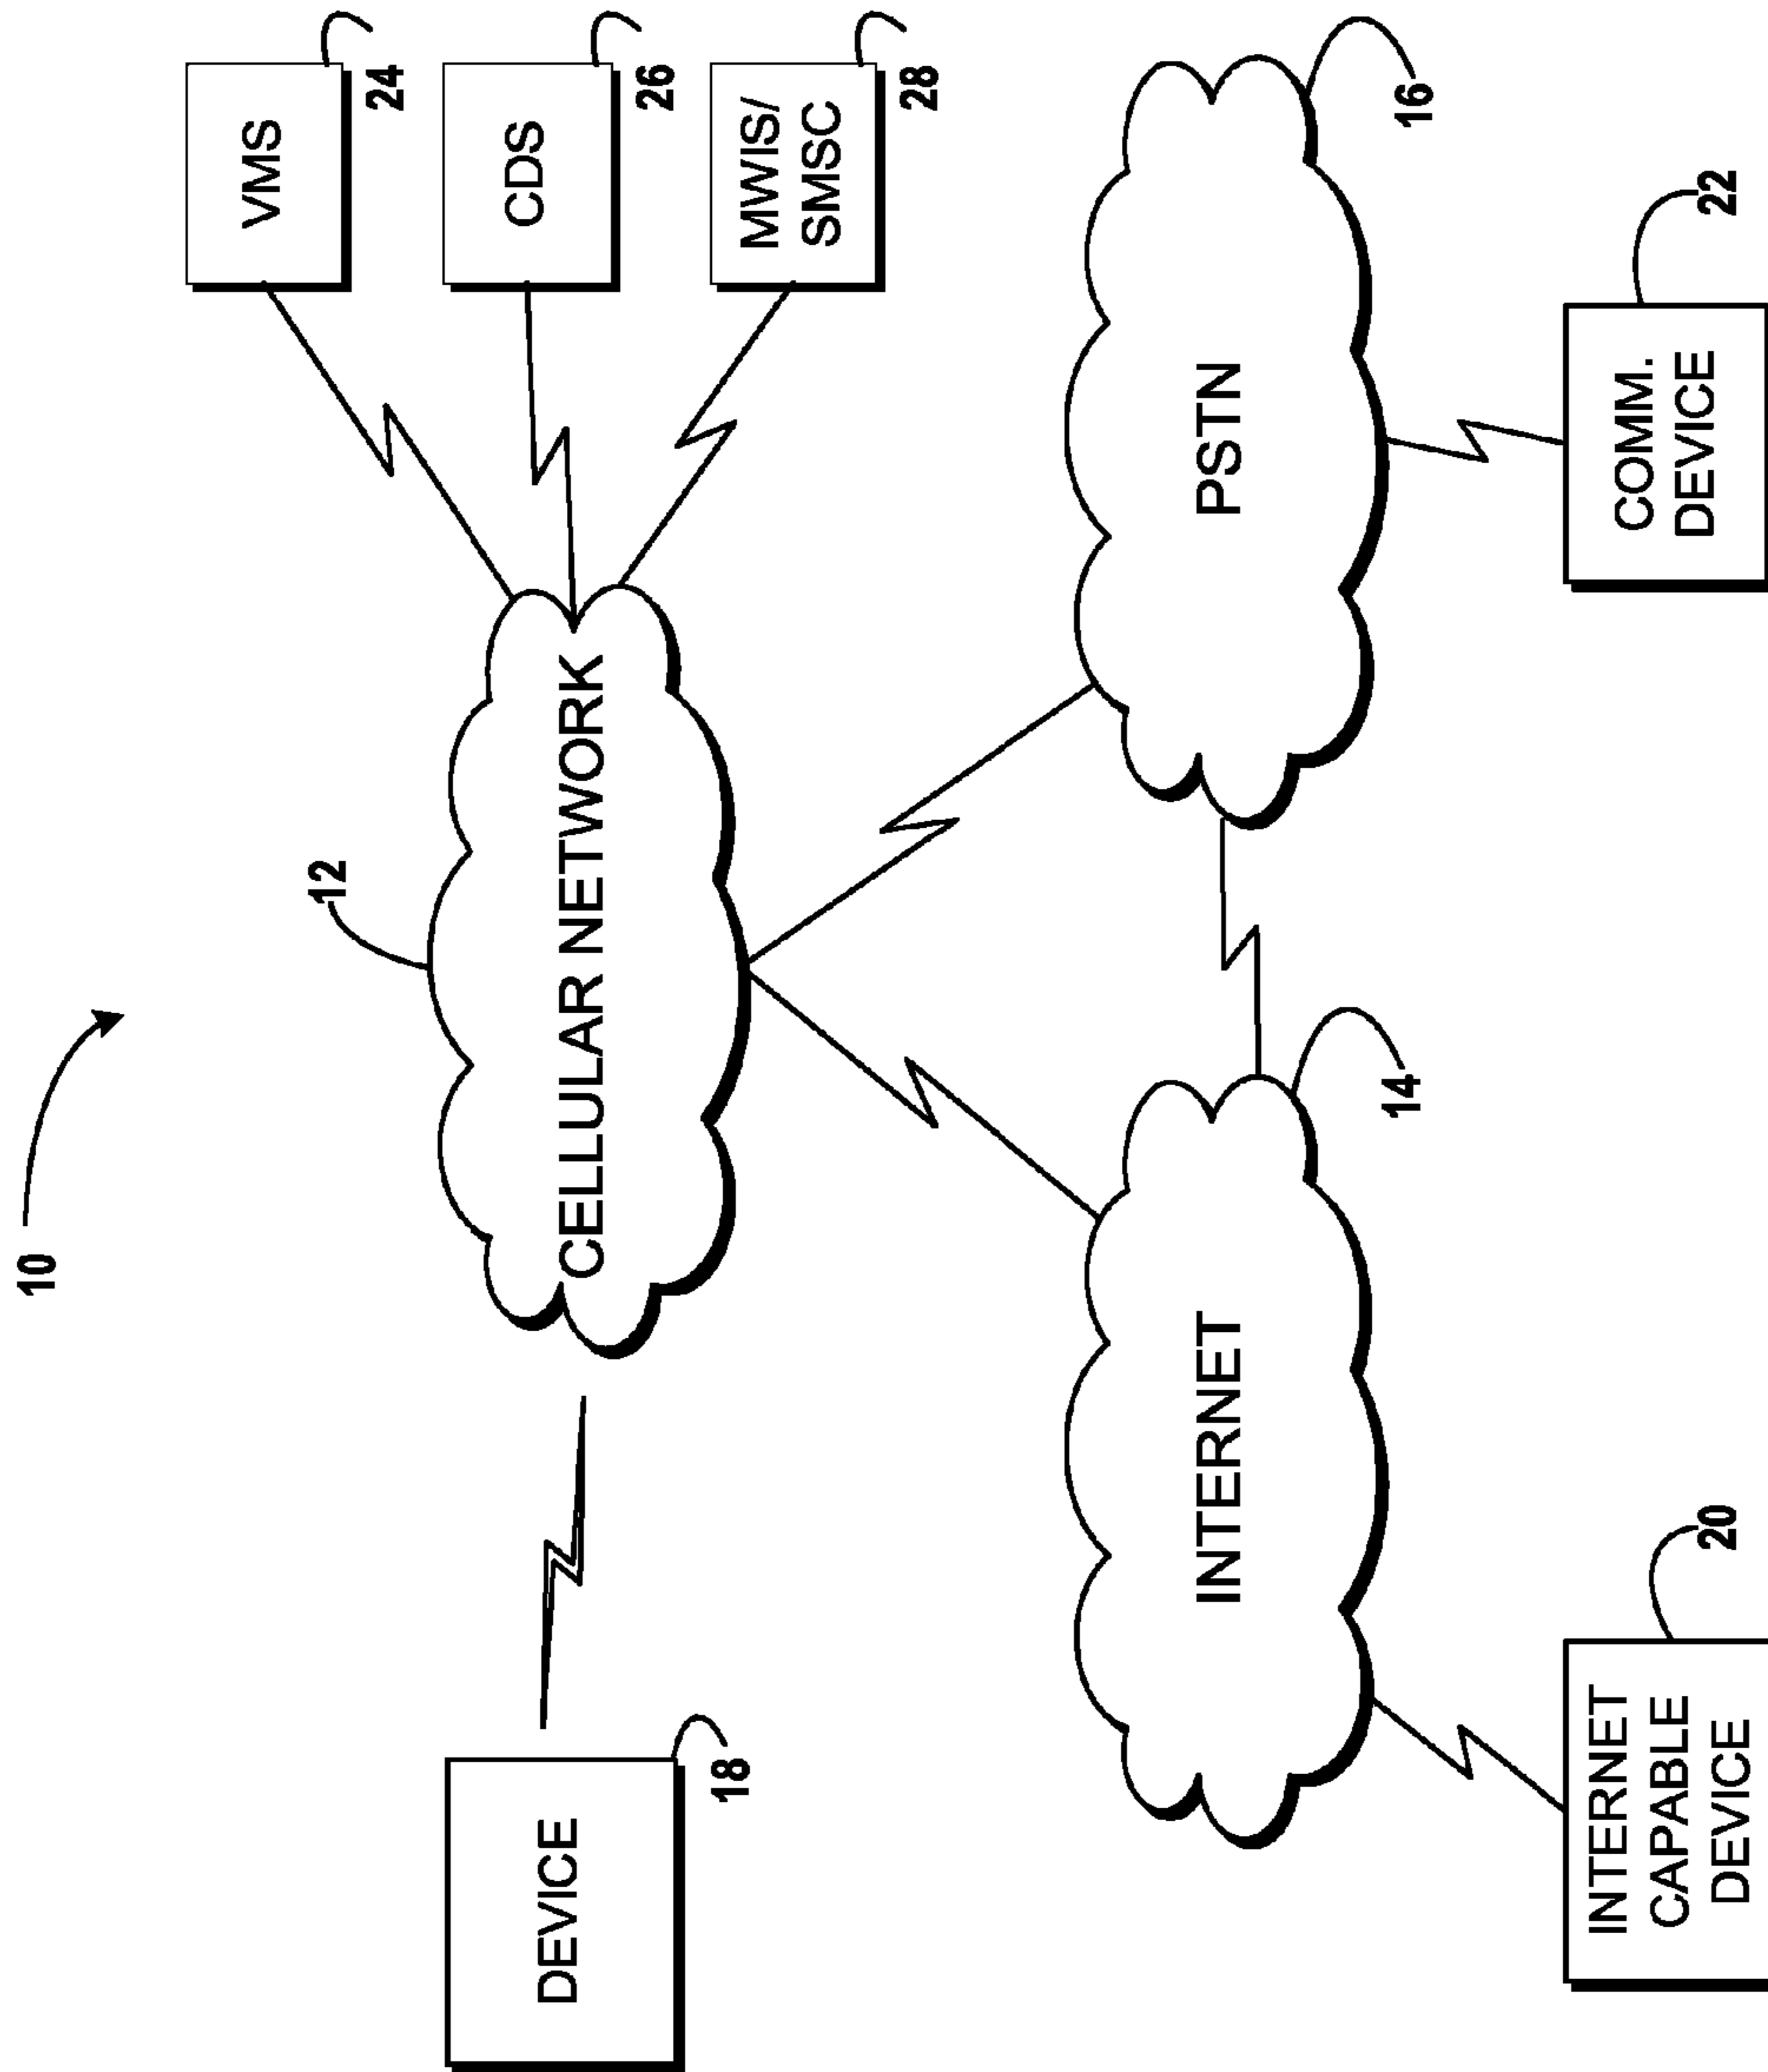 10
12
CELLULAR NETWORK
VMS
24
CDS
26
MWIS/
SMSC
28
DEVICE
18
INTERNET
14
PSTN
16
INTERNET
CAPABLE
DEVICE
20
COMM.
DEVICE
22